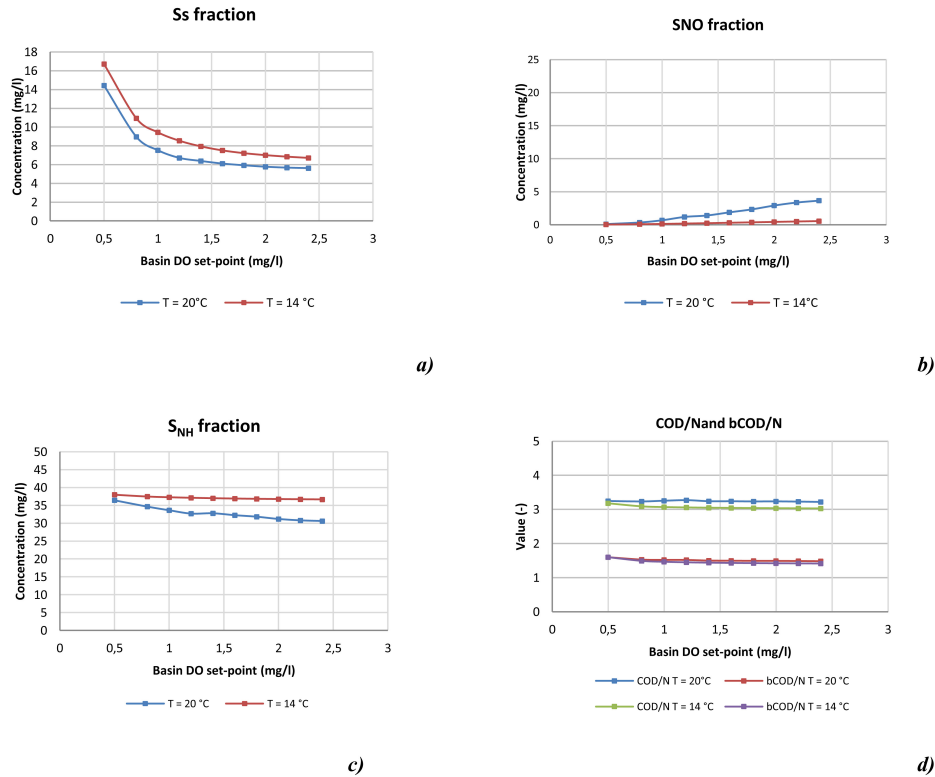 Ss fraction
Concentration (mg/l)
18
16
14
12
10
8
6
4
2
0
0 0,5 1 1,5 2 2,5 3
Basin DO set-point (mg/l)
T = 20°C T = 14 °C
a)
SNO fraction
Concentration (mg/l)
25
20
15
10
5
0
0 0,5 1 1,5 2 2,5 3
Basin DO set-point (mg/l)
T = 20 °C T = 14°C
b)
SNH fraction
Concentration (mg/l)
50
45
40
35
30
25
20
15
10
5
0
0 0,5 1 1,5 2 2,5 3
Basin DO set-point (mg/l)
T = 20 °C T = 14 °C
c)
COD/Nand bCOD/N
Value (-)
5
4
3
2
1
0
0 0,5 1 1,5 2 2,5 3
Basin DO set-point (mg/l)
COD/N T = 20°C bCOD/N T = 20 °C
COD/N T = 14 °C bCOD/N T = 14 °C
d)